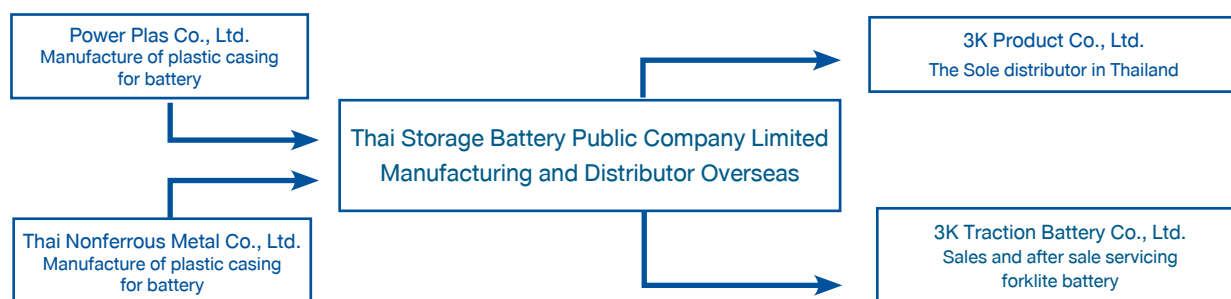 Power Plas Co., Ltd.
Manufacture of plastic casing
for battery
3K Product Co., Ltd.
The Sole distributor in Thailand
Thai Storage Battery Public Company Limited
Manufacturing and Distributor Overseas
Thai Nonferrous Metal Co., Ltd.
Manufacture of plastic casing
for battery
3K Traction Battery Co., Ltd.
Sales and after sale servicing
forklite battery